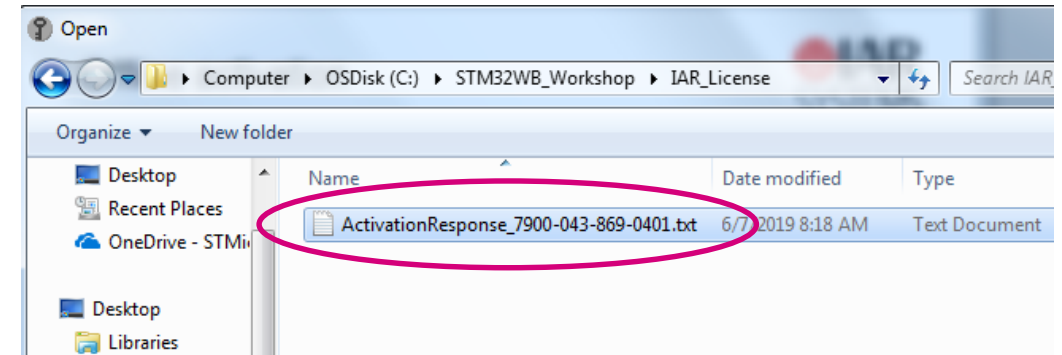 Open
Computer ▸ OSDisk (C:) ▸ STM32WB_Workshop ▸ IAR_License
Search IAR_
Organize New folder
Desktop
Recent Places
OneDrive - STMi
Desktop
Libraries
Name Date modified Type
ActivationResponse_7900-043-869-0401.txt 6/7/2019 8:18 AM Text Document